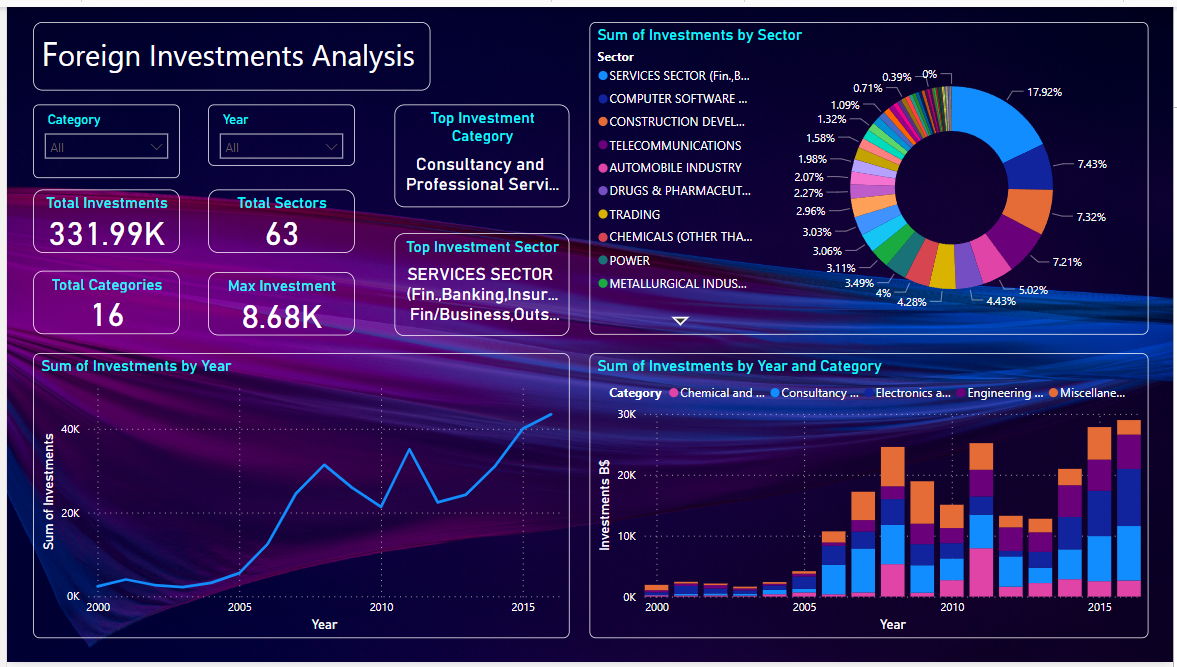 Foreign Investments Analysis
Category
All
Year
All
Top Investment
Category
Consultancy and
Professional Servi...
Total Investments
331.99K
Total Sectors
63
Top Investment Sector
SERVICES SECTOR
(Fin.,Banking,Insur...
Fin/Business,Outs...
Total Categories
16
Max Investment
8.68K
Sum of Investments by Sector
Sector
SERVICES SECTOR (Fin.,B...
COMPUTER SOFTWARE ...
CONSTRUCTION DEVEL...
TELECOMMUNICATIONS
AUTOMOBILE INDUSTRY
DRUGS & PHARMACEUT...
TRADING
CHEMICALS (OTHER THA...
POWER
METALLURGICAL INDUS...
17.92%
7.43%
7.32%
7.21%
5.02%
4.43%
4.28%
4%
3.49%
3.11%
3.06%
3.03%
2.96%
2.27%
2.07%
1.98%
1.58%
1.32%
1.09%
0.71%
0.39%
0%
Sum of Investments by Year
Sum of Investments
40K
20K
0K
2000
2005
2010
2015
Year
Sum of Investments by Year and Category
Category Chemical and ... Consultancy ... Electronics a... Engineering ... Miscellane...
Investments B$
30K
20K
10K
0K
2000
2005
2010
2015
Year